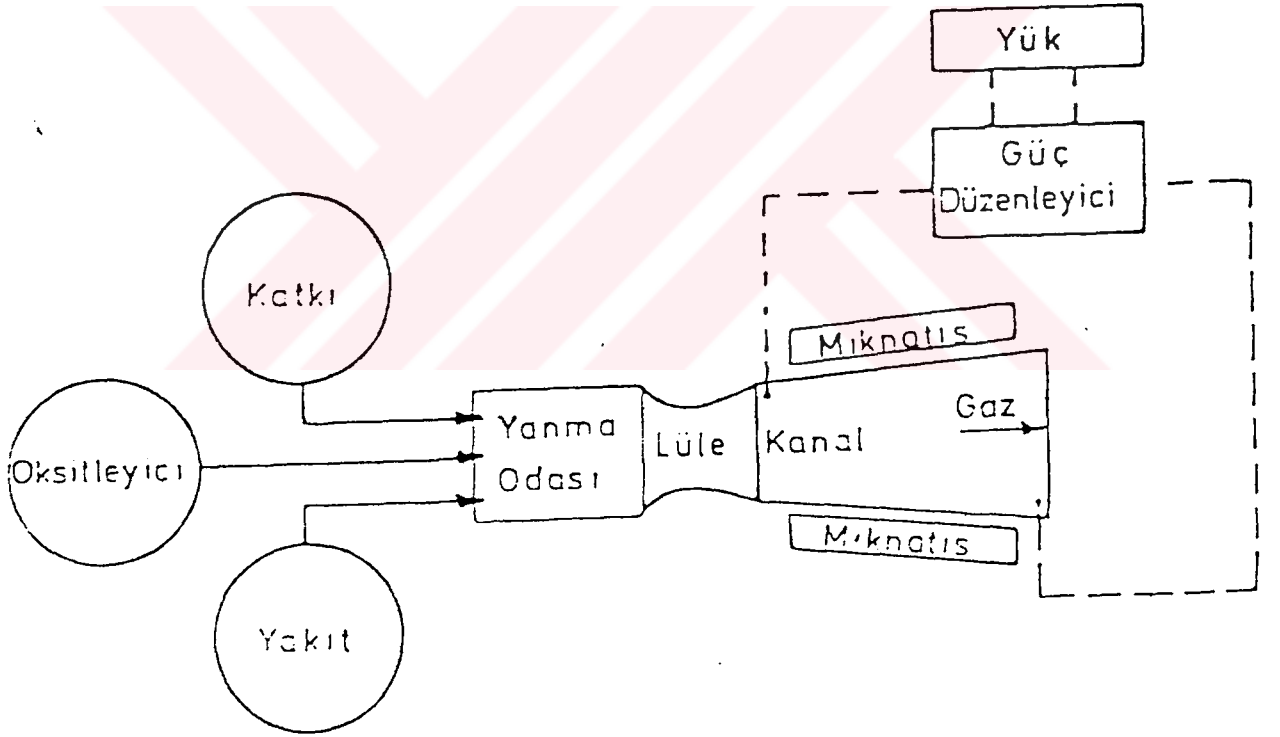 Yük
Güç
Düzenleyici
Katkı
Mıknatıs
Gaz
Yanma
Odası
Lüle
Kanal
Oksitleyici
Mıknatıs
Yakıt